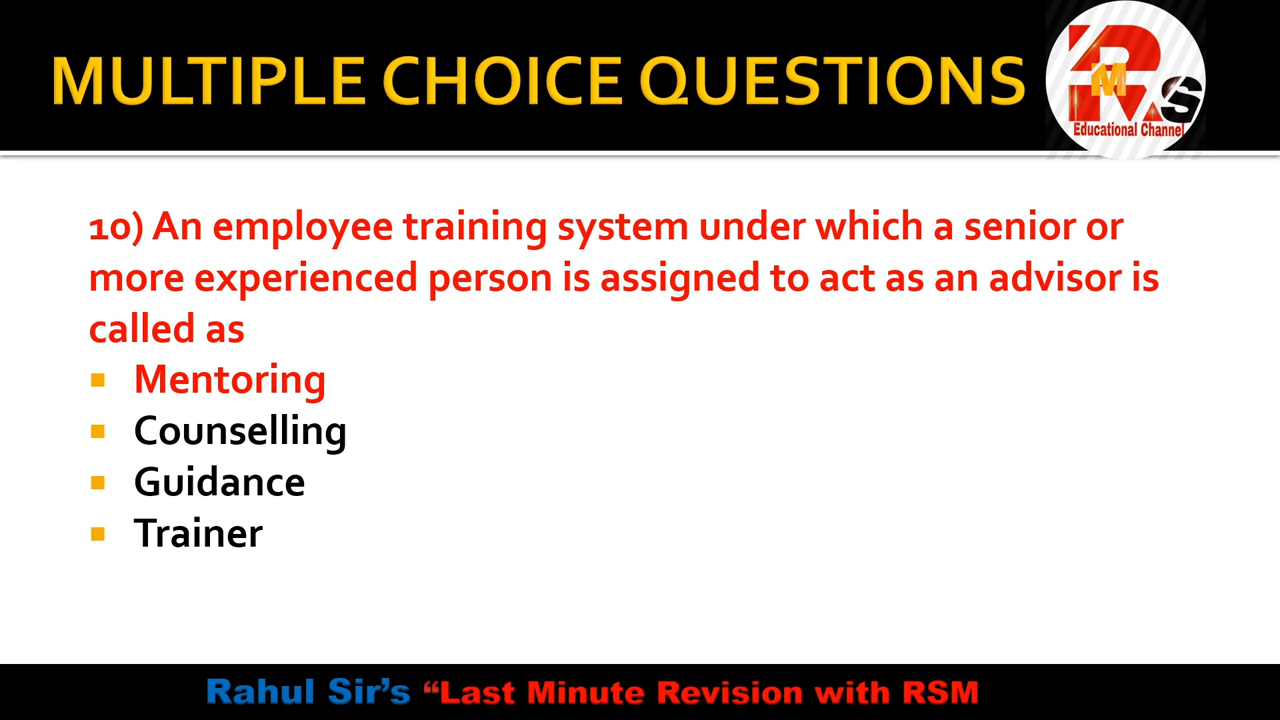 MULTIPLE CHOICE QUESTIONS
RMS
Educational Channel
10) An employee training system under which a senior or
more experienced person is assigned to act as an advisor is
called as
Mentoring
Counselling
Guidance
Trainer
Rahul Sir’s “Last Minute Revision with RSM